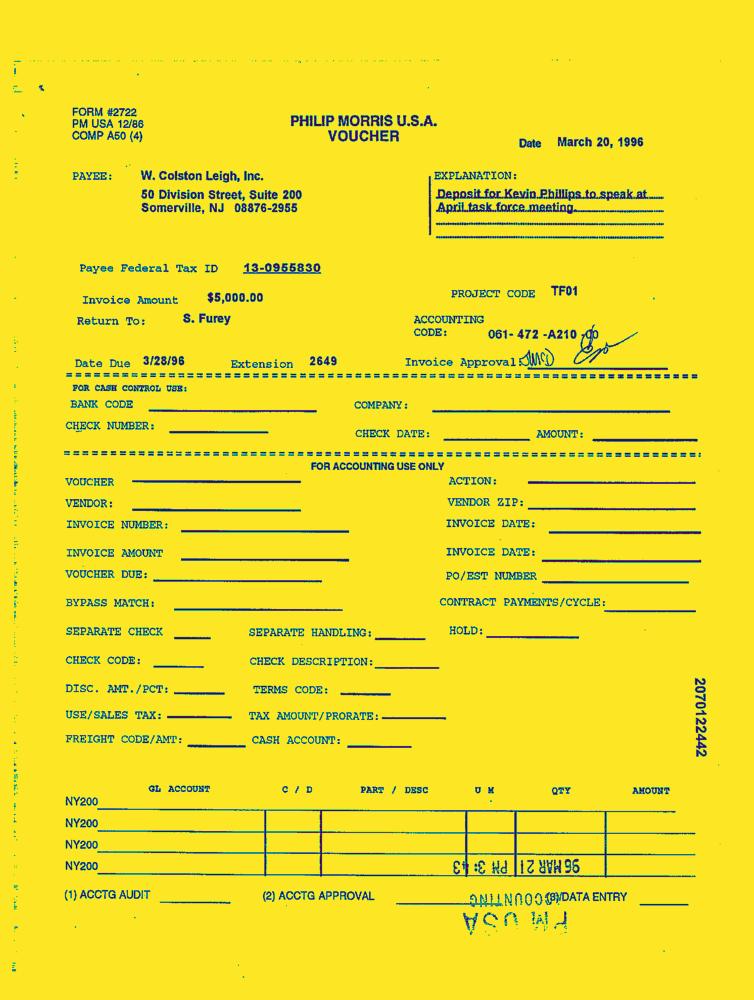 FORM #2722
PM USA 12/86
COMP A50 (4)
PHILIP MORRIS U.S.A.
VOUCHER
Date March 20, 1996
PAYEE: W. Colston Leigh, Inc.
50 Division Street, Suite 200
Somerville, NJ 08876-2955
EXPLANATION:
Deposit for Kevin Phillips to speak at
April task force meeting.
Payee Federal Tax ID 13-0955830
Invoice Amount $5,000.00
PROJECT CODE TF01
Return To: S. Furey
ACCOUNTING
CODE: 061- 472 -A210 -00
Date Due 3/28/96 Extension 2649 Invoice Approval:
FOR CASH CONTROL USE:
BANK CODE COMPANY:
CHECK NUMBER: CHECK DATE: AMOUNT:
FOR ACCOUNTING USE ONLY
VOUCHER ACTION:
VENDOR: VENDOR ZIP:
INVOICE NUMBER: INVOICE DATE:
INVOICE AMOUNT INVOICE DATE:
VOUCHER DUE: PO/EST NUMBER
BYPASS MATCH: CONTRACT PAYMENTS/CYCLE:
SEPARATE CHECK SEPARATE HANDLING: HOLD:
CHECK CODE: CHECK DESCRIPTION:
DISC. AMT./PCT: TERMS CODE:
USE/SALES TAX: TAX AMOUNT/PRORATE:
FREIGHT CODE/AMT: CASH ACCOUNT:
2070122442
GL ACCOUNT C / D PART / DESC U M QTY AMOUNT
NY200
NY200
NY200
NY200
96 MAR 21 PM 3:43
(1) ACCTG AUDIT (2) ACCTG APPROVAL DATA ENTRY
ACCOUNTING
PM USA